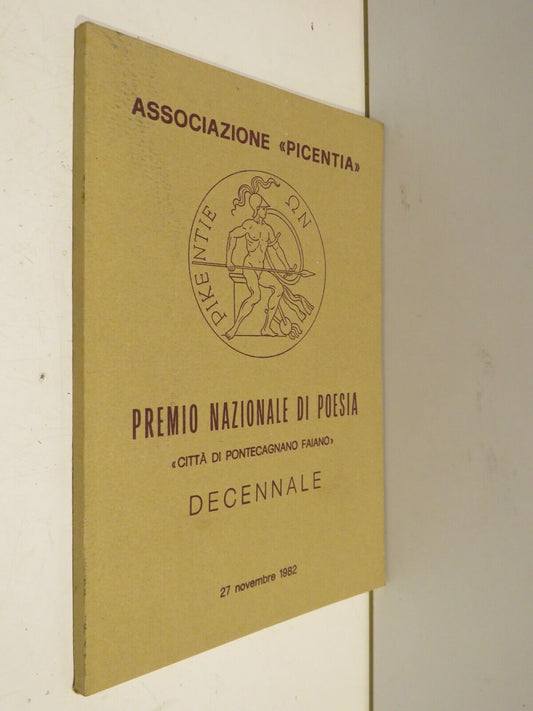 ASSOCIAZIONE «PICENTIA»
PIKENTIE ΩN
PREMIO NAZIONALE DI POESIA
«CITTÀ DI PONTECAGNANO FAIANO»
DECENNALE
27 novembre 1982